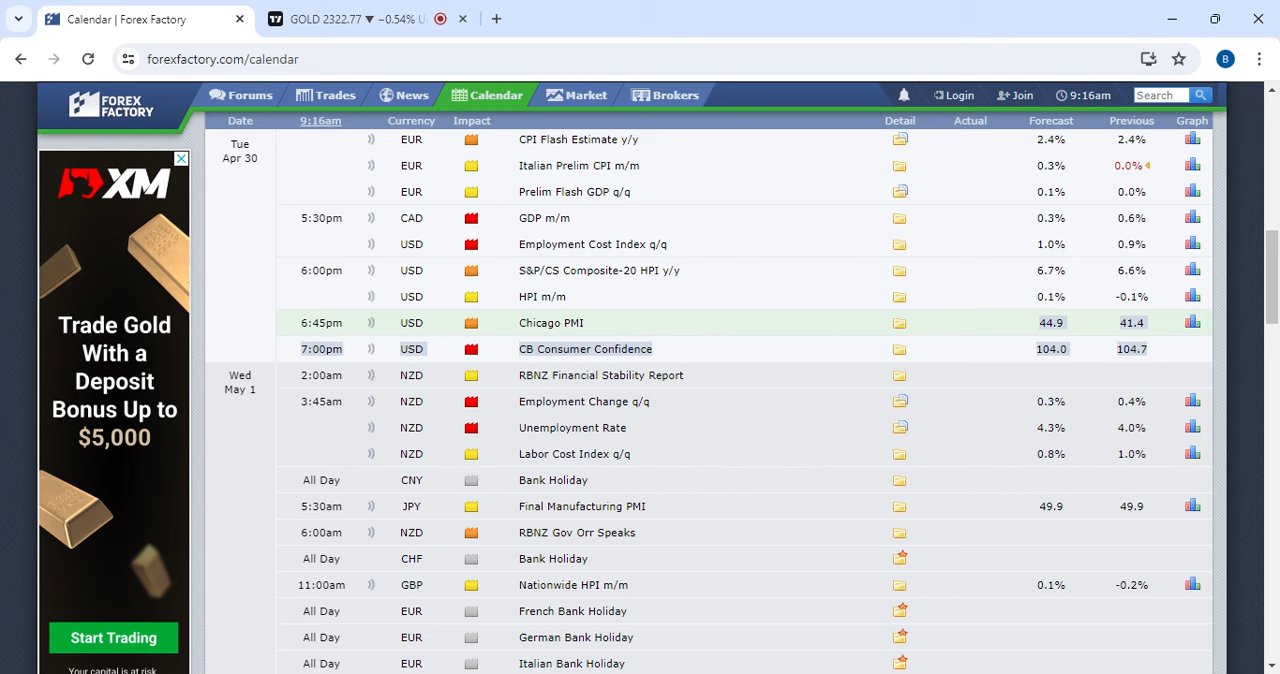 Calendar | Forex Factory
GOLD 2322.77 ▼ −0.54% U
forexfactory.com/calendar
B
FOREX FACTORY
Forums Trades News Calendar Market Brokers Login Join 9:16am Search
Date 9:16am Currency Impact Detail Actual Forecast Previous Graph
Tue Apr 30
EUR CPI Flash Estimate y/y 2.4% 2.4%
EUR Italian Prelim CPI m/m 0.3% 0.0%
EUR Prelim Flash GDP q/q 0.1% 0.0%
5:30pm CAD GDP m/m 0.3% 0.6%
USD Employment Cost Index q/q 1.0% 0.9%
6:00pm USD S&P/CS Composite-20 HPI y/y 6.7% 6.6%
USD HPI m/m 0.1% -0.1%
6:45pm USD Chicago PMI 44.9 41.4
7:00pm USD CB Consumer Confidence 104.0 104.7
Wed May 1
2:00am NZD RBNZ Financial Stability Report
3:45am NZD Employment Change q/q 0.3% 0.4%
NZD Unemployment Rate 4.3% 4.0%
NZD Labor Cost Index q/q 0.8% 1.0%
All Day CNY Bank Holiday
5:30am JPY Final Manufacturing PMI 49.9 49.9
6:00am NZD RBNZ Gov Orr Speaks
All Day CHF Bank Holiday
11:00am GBP Nationwide HPI m/m 0.1% -0.2%
All Day EUR French Bank Holiday
All Day EUR German Bank Holiday
All Day EUR Italian Bank Holiday
XM
Trade Gold
With a
Deposit
Bonus Up to
$5,000
Start Trading
Your capital is at risk